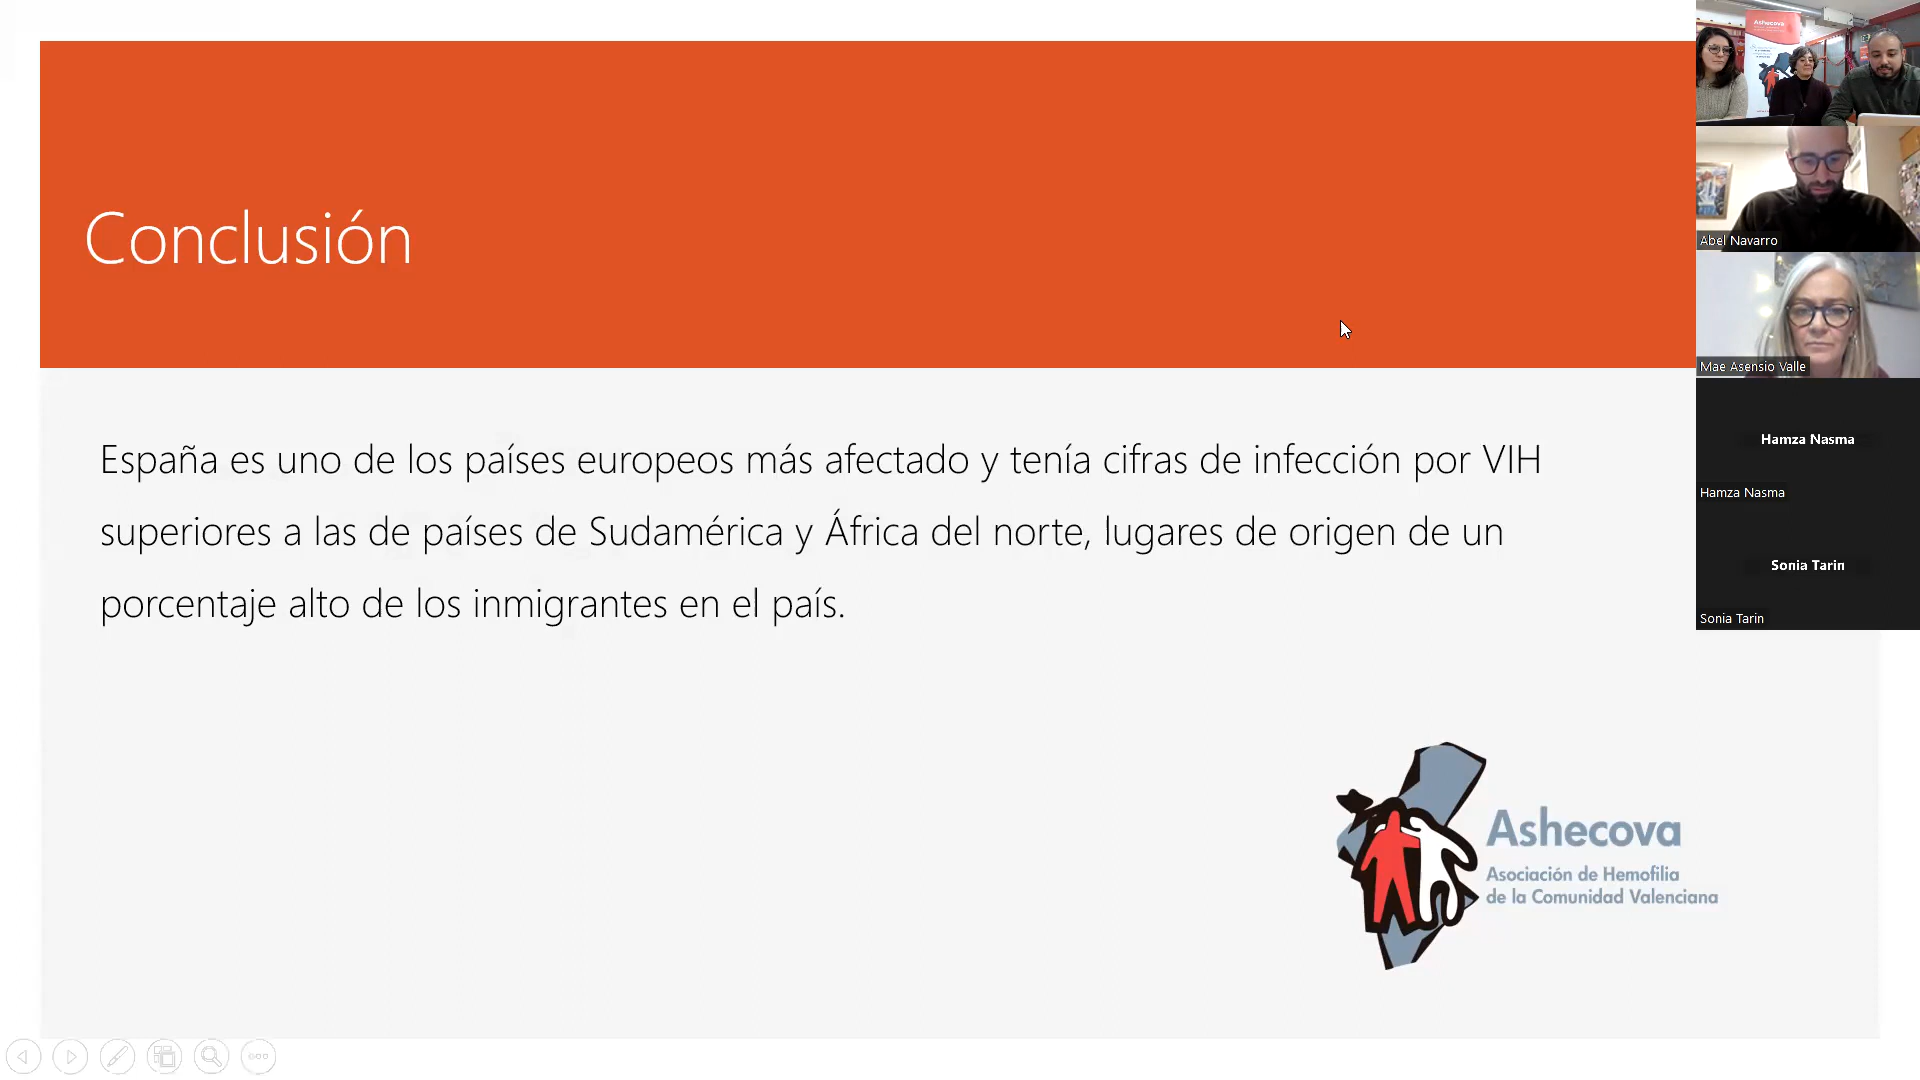 Conclusión
España es uno de los países europeos más afectado y tenía cifras de infección por VIH
superiores a las de países de Sudamérica y África del norte, lugares de origen de un
porcentaje alto de los inmigrantes en el país.
Ashecova
Asociación de Hemofilia
de la Comunidad Valenciana
Ashecova
Abel Navarro
Mae Asensio Valle
Hamza Nasma
Hamza Nasma
Sonia Tarin
Sonia Tarin